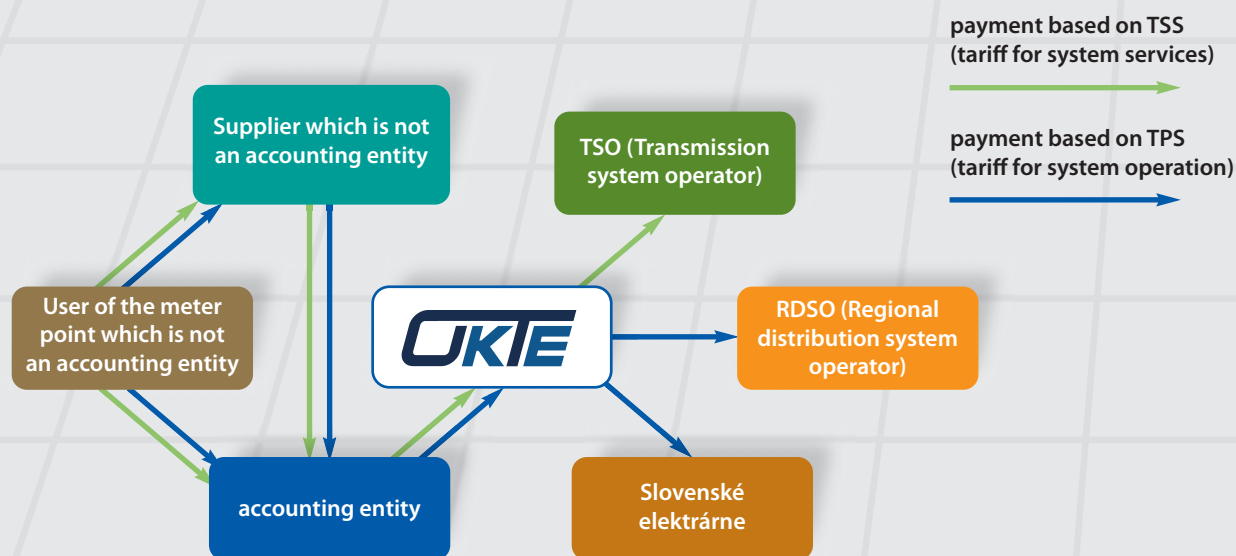 payment based on TSS
(tariff for system services)
payment based on TPS
(tariff for system operation)
Supplier which is not
an accounting entity
TSO (Transmission
system operator)
User of the meter
point which is not
an accounting entity
OKTE
RDSO (Regional
distribution system
operator)
accounting entity
Slovenské
elektrárne